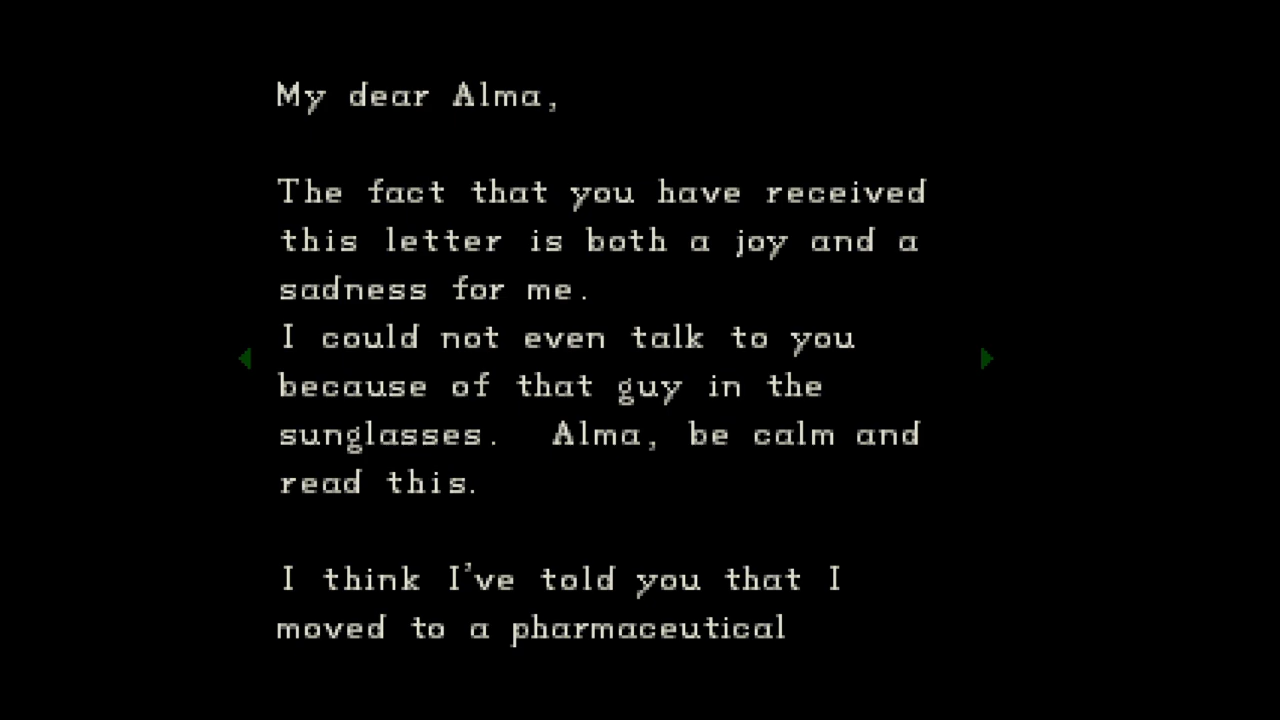 My dear Alma,
The fact that you have received
this letter is both a joy and a
sadness for me.
I could not even talk to you
because of that guy in the
sunglasses.  Alma, be calm and
read this.
I think I've told you that I
moved to a pharmaceutical